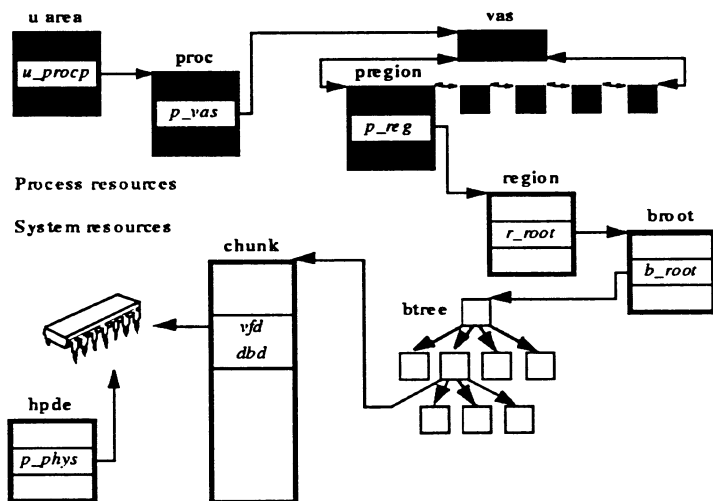 u area
vas
proc
u_procp
pregion
p_vas
p_reg
Process resources
region
System resources
broot
r_root
chunk
b_root
btree
vfd
dbd
hpde
p_phys